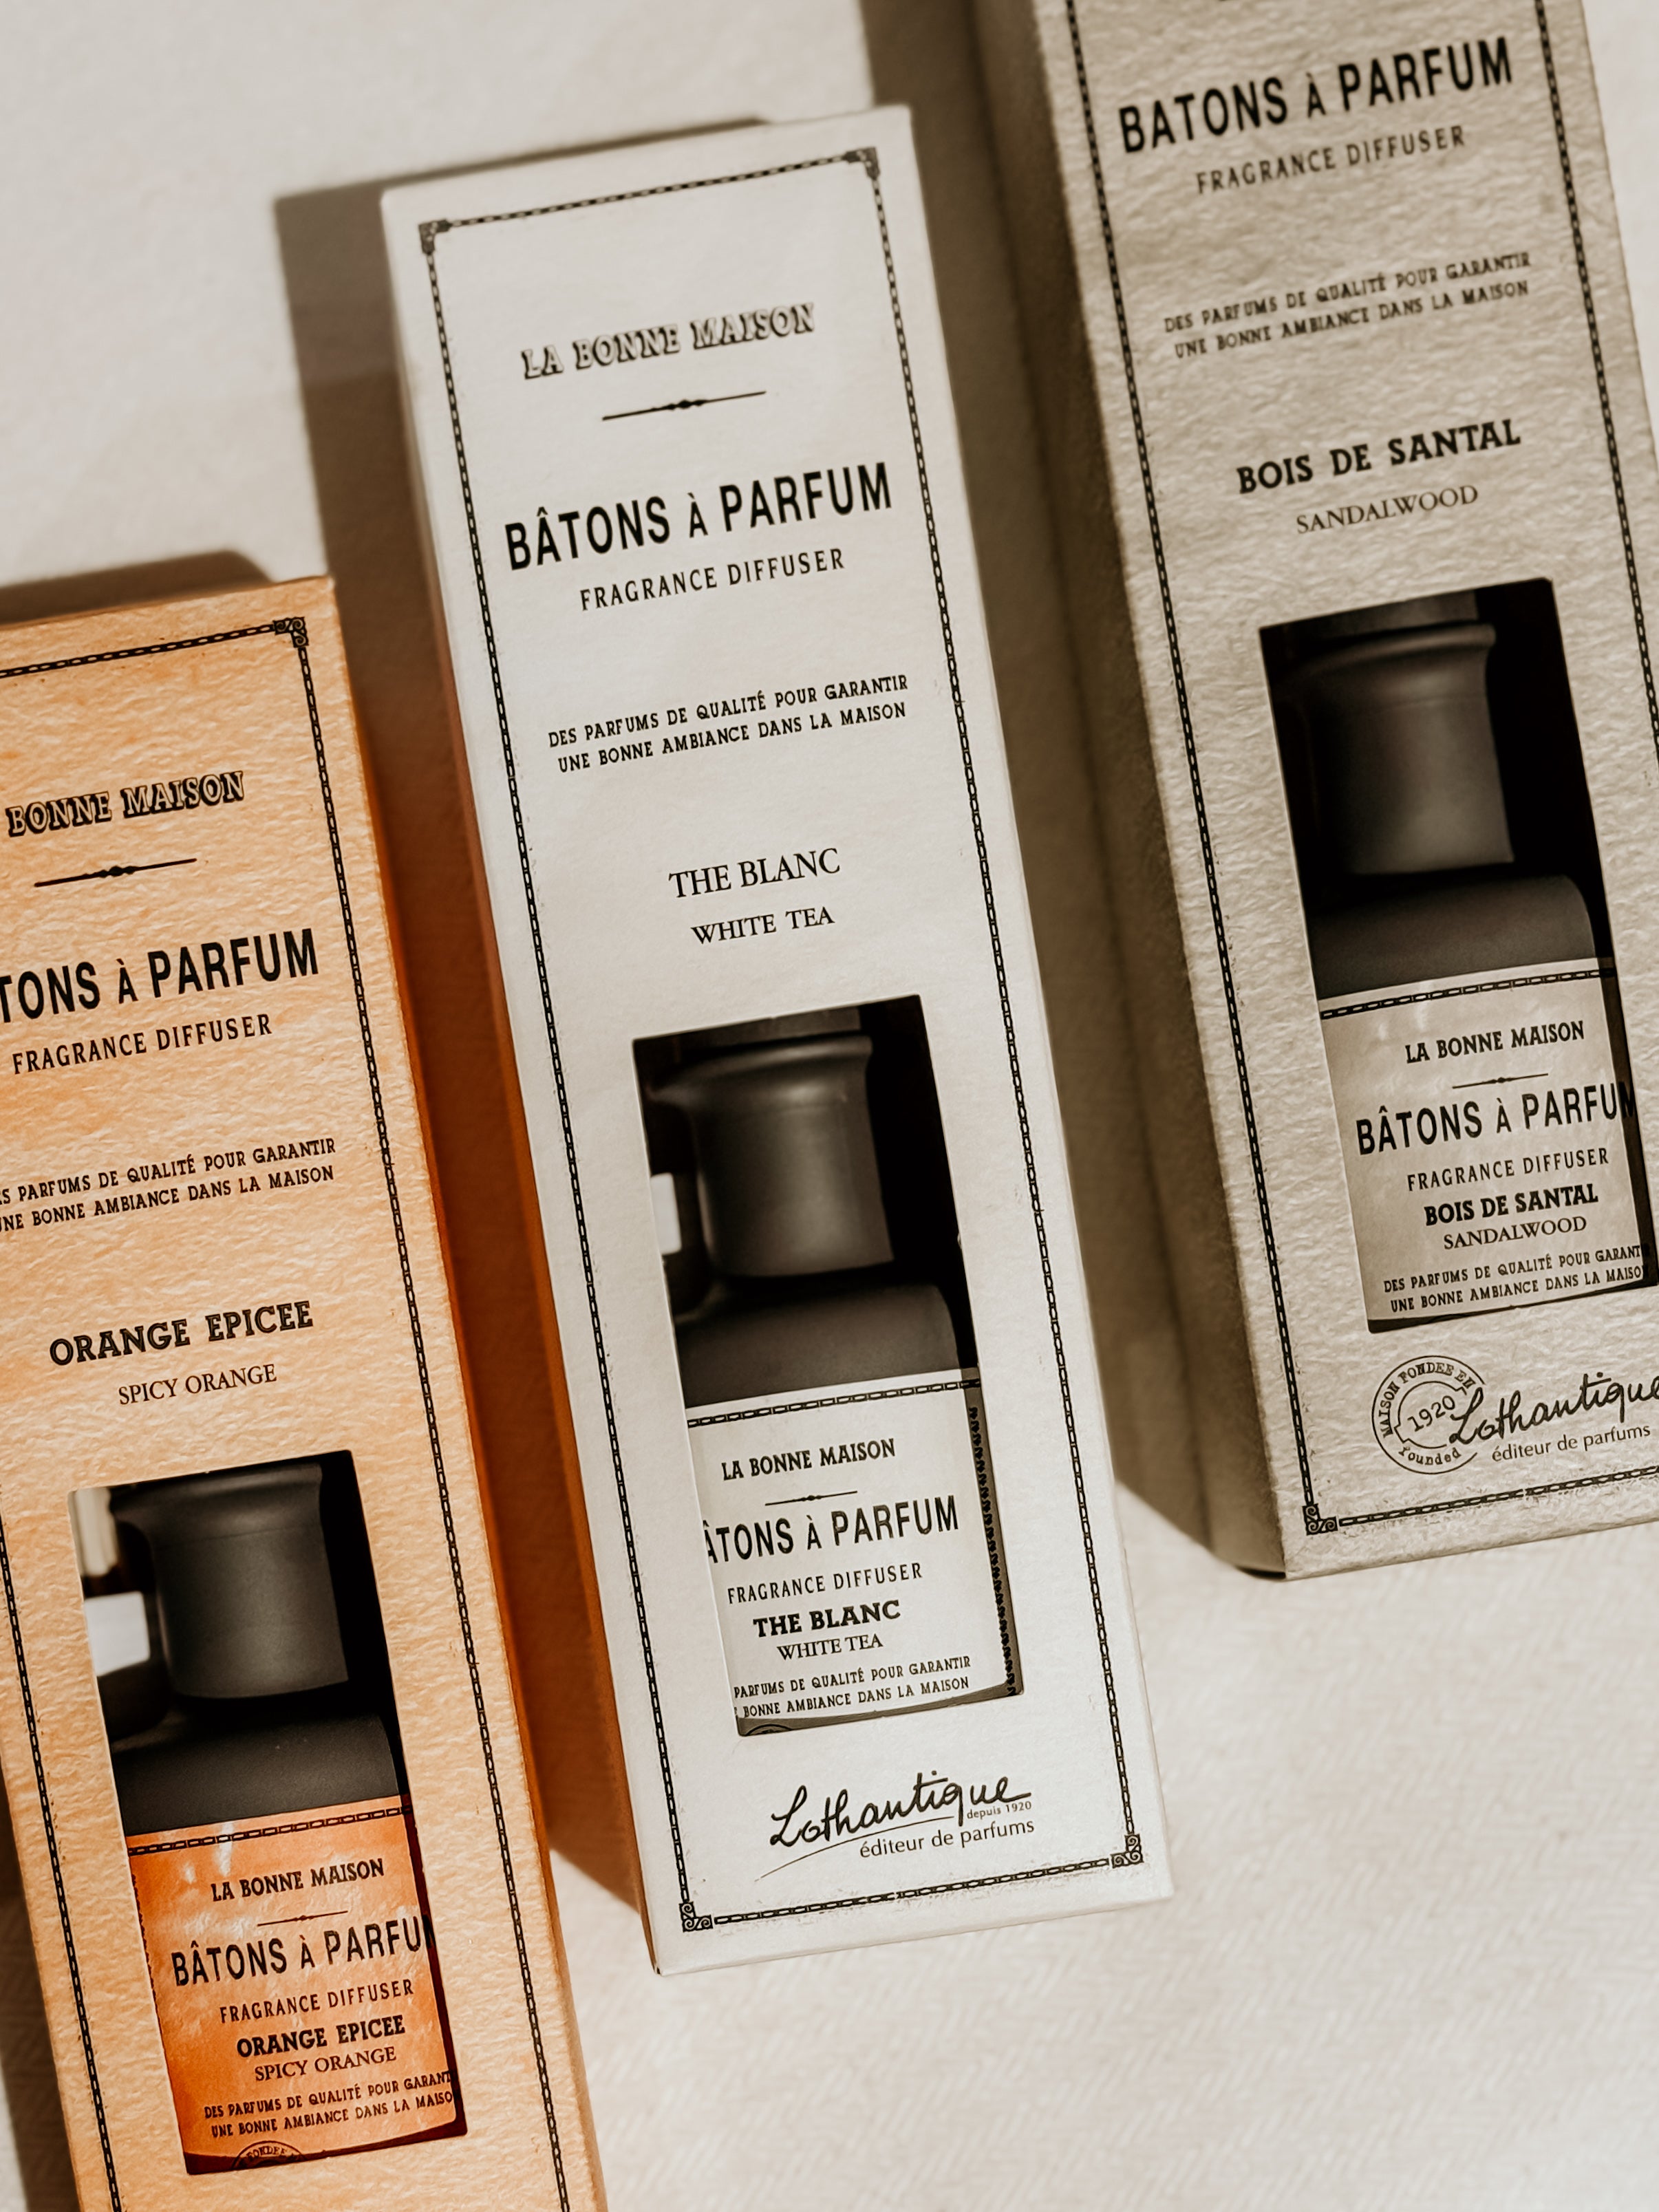 BONNE MAISON
TONS À PARFUM
FRAGRANCE DIFFUSER
PARFUMS DE QUALITÉ POUR GARANTIR
UNE BONNE AMBIANCE DANS LA MAISON
ORANGE EPICEE
SPICY ORANGE
LA BONNE MAISON
BÂTONS À PARFU
FRAGRANCE DIFFUSER
ORANGE EPICEE
SPICY ORANGE
DES PARFUMS DE QUALITÉ POUR GARANT
UNE BONNE AMBIANCE DANS LA MAISO
FONDEE
LA BONNE MAISON
BÂTONS À PARFUM
FRAGRANCE DIFFUSER
DES PARFUMS DE QUALITÉ POUR GARANTIR
UNE BONNE AMBIANCE DANS LA MAISON
THE BLANC
WHITE TEA
LA BONNE MAISON
ÂTONS À PARFUM
FRAGRANCE DIFFUSER
THE BLANC
WHITE TEA
PARFUMS DE QUALITÉ POUR GARANTIR
BONNE AMBIANCE DANS LA MAISON
Lothantique
depuis 1920
éditeur de parfums
BATONS À PARFUM
FRAGRANCE DIFFUSER
DES PARFUMS DE QUALITÉ POUR GARANTIR
UNE BONNE AMBIANCE DANS LA MAISON
BOIS DE SANTAL
SANDALWOOD
LA BONNE MAISON
BÂTONS À PARFUM
FRAGRANCE DIFFUSER
BOIS DE SANTAL
SANDALWOOD
DES PARFUMS DE QUALITÉ POUR GARANT
UNE BONNE AMBIANCE DANS LA MAISON
MAISON FONDEE EN
1920
founded
Lothantique
éditeur de parfums